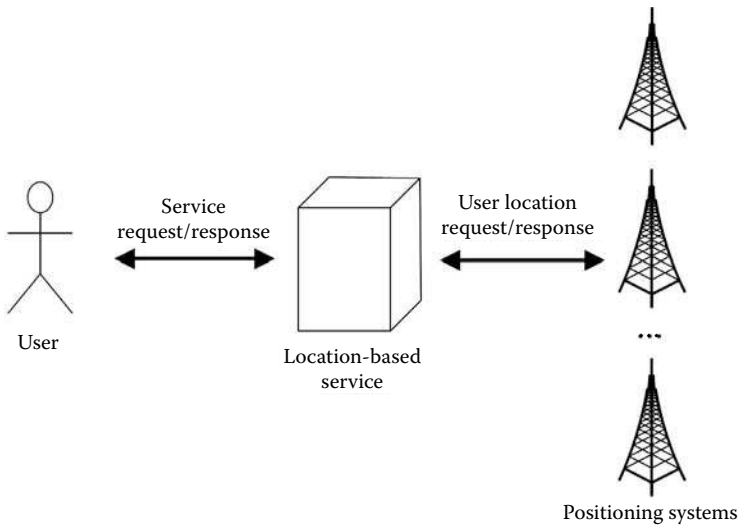 Service
request/response
User location
request/response
User
Location-based
service
...
Positioning systems